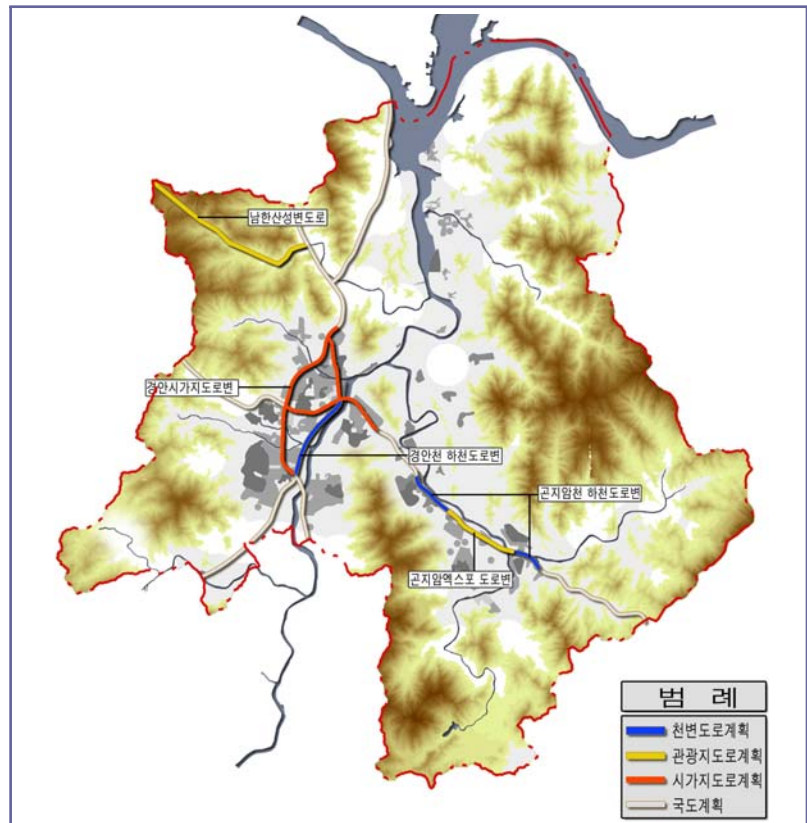 남한산성변도로
경안시가지도로변
경안천 하천도로변
곤지암천 하천도로변
곤지암엑스포 도로변
범 례
천변도로계획
관광지도로계획
시가지도로계획
국도계획